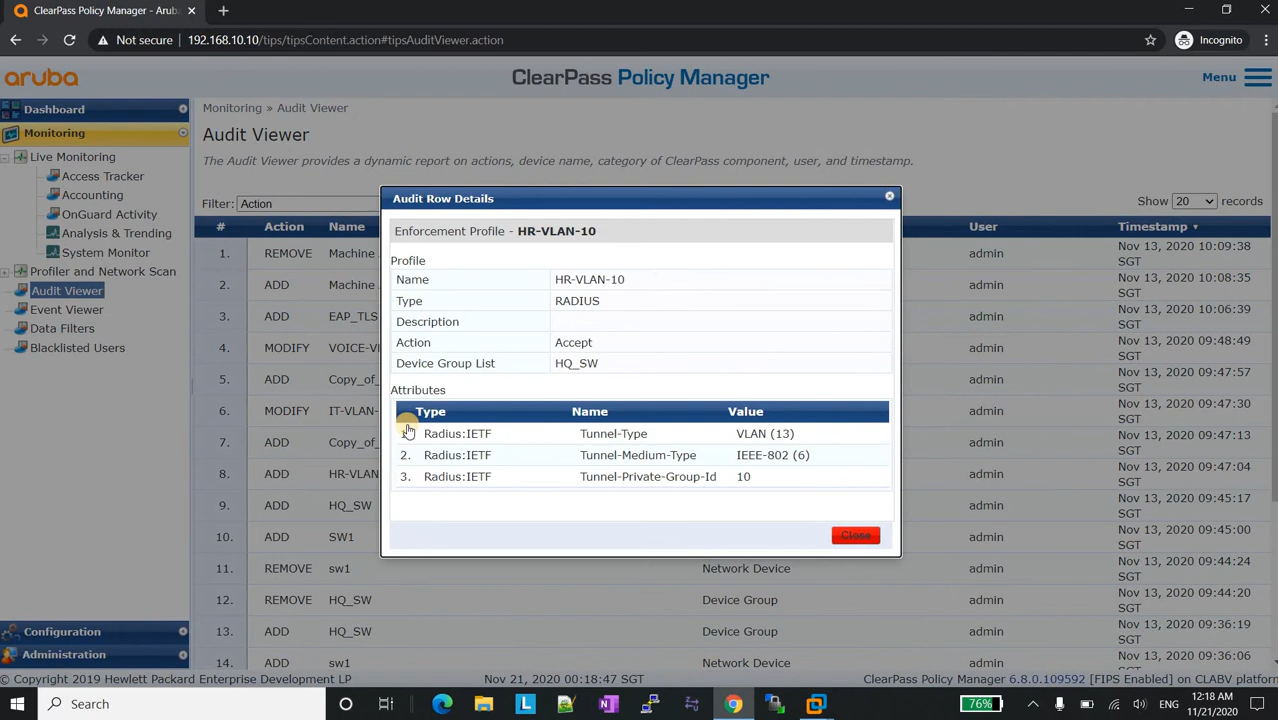 ClearPass Policy Manager - Arub
Not secure
192.168.10.10/tips/tipsContent.action#tipsAuditViewer.action
Incognito
aruba
ClearPass Policy Manager
Menu
Dashboard
Monitoring
Live Monitoring
Access Tracker
Accounting
OnGuard Activity
Analysis & Trending
System Monitor
Profiler and Network Scan
Audit Viewer
Event Viewer
Data Filters
Blacklisted Users
Configuration
Administration
Monitoring » Audit Viewer
Audit Viewer
The Audit Viewer provides a dynamic report on actions, device name, category of ClearPass component, user, and timestamp.
Filter: Action
Show 20 records
# Action Name User Timestamp
1. REMOVE Machine admin Nov 13, 2020 10:09:38 SGT
2. ADD Machine admin Nov 13, 2020 10:08:35 SGT
3. ADD EAP_TLS admin Nov 13, 2020 10:06:39 SGT
4. MODIFY VOICE-VL admin Nov 13, 2020 09:48:49 SGT
5. ADD Copy_of_ admin Nov 13, 2020 09:47:57 SGT
6. MODIFY IT-VLAN- admin Nov 13, 2020 09:47:30 SGT
7. ADD Copy_of_ admin Nov 13, 2020 09:47:13 SGT
8. ADD HR-VLAN admin Nov 13, 2020 09:47:04 SGT
9. ADD HQ_SW admin Nov 13, 2020 09:45:17 SGT
10. ADD SW1 admin Nov 13, 2020 09:45:00 SGT
11. REMOVE sw1 Network Device admin Nov 13, 2020 09:44:24 SGT
12. REMOVE HQ_SW Device Group admin Nov 13, 2020 09:44:20 SGT
13. ADD HQ_SW Device Group admin Nov 13, 2020 09:36:19 SGT
14. ADD sw1 Network Device admin Nov 13, 2020 09:36:06 SGT
Audit Row Details
Enforcement Profile - HR-VLAN-10
Profile
Name HR-VLAN-10
Type RADIUS
Description
Action Accept
Device Group List HQ_SW
Attributes
Type Name Value
1. Radius:IETF Tunnel-Type VLAN (13)
2. Radius:IETF Tunnel-Medium-Type IEEE-802 (6)
3. Radius:IETF Tunnel-Private-Group-Id 10
Close
© Copyright 2019 Hewlett Packard Enterprise Development LP
Nov 21, 2020 00:18:47 SGT
ClearPass Policy Manager 6.8.0.109592 [FIPS Enabled] on CLABV platform
Search
76%
ENG
12:18 AM
11/21/2020